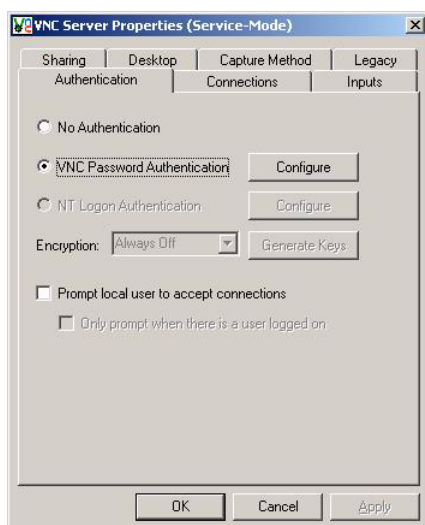 VNC Server Properties (Service-Mode)
Sharing Desktop Capture Method Legacy
Authentication Connections Inputs
No Authentication
VNC Password Authentication Configure
NT Logon Authentication Configure
Encryption: Always Off Generate Keys
Prompt local user to accept connections
Only prompt when there is a user logged on
OK Cancel Apply